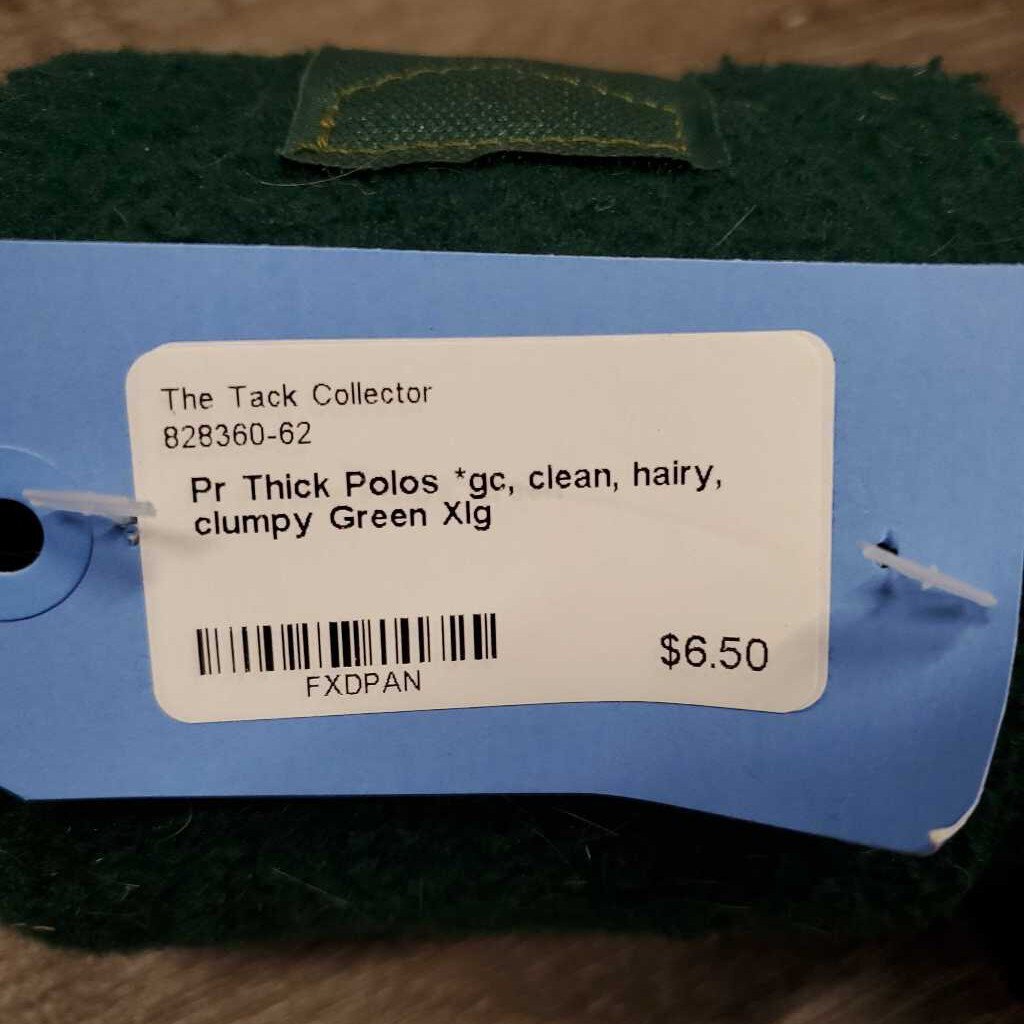 The Tack Collector
828360-62
Pr Thick Polos *gc, clean, hairy,
clumpy Green Xlg
FXDPAN
$6.50